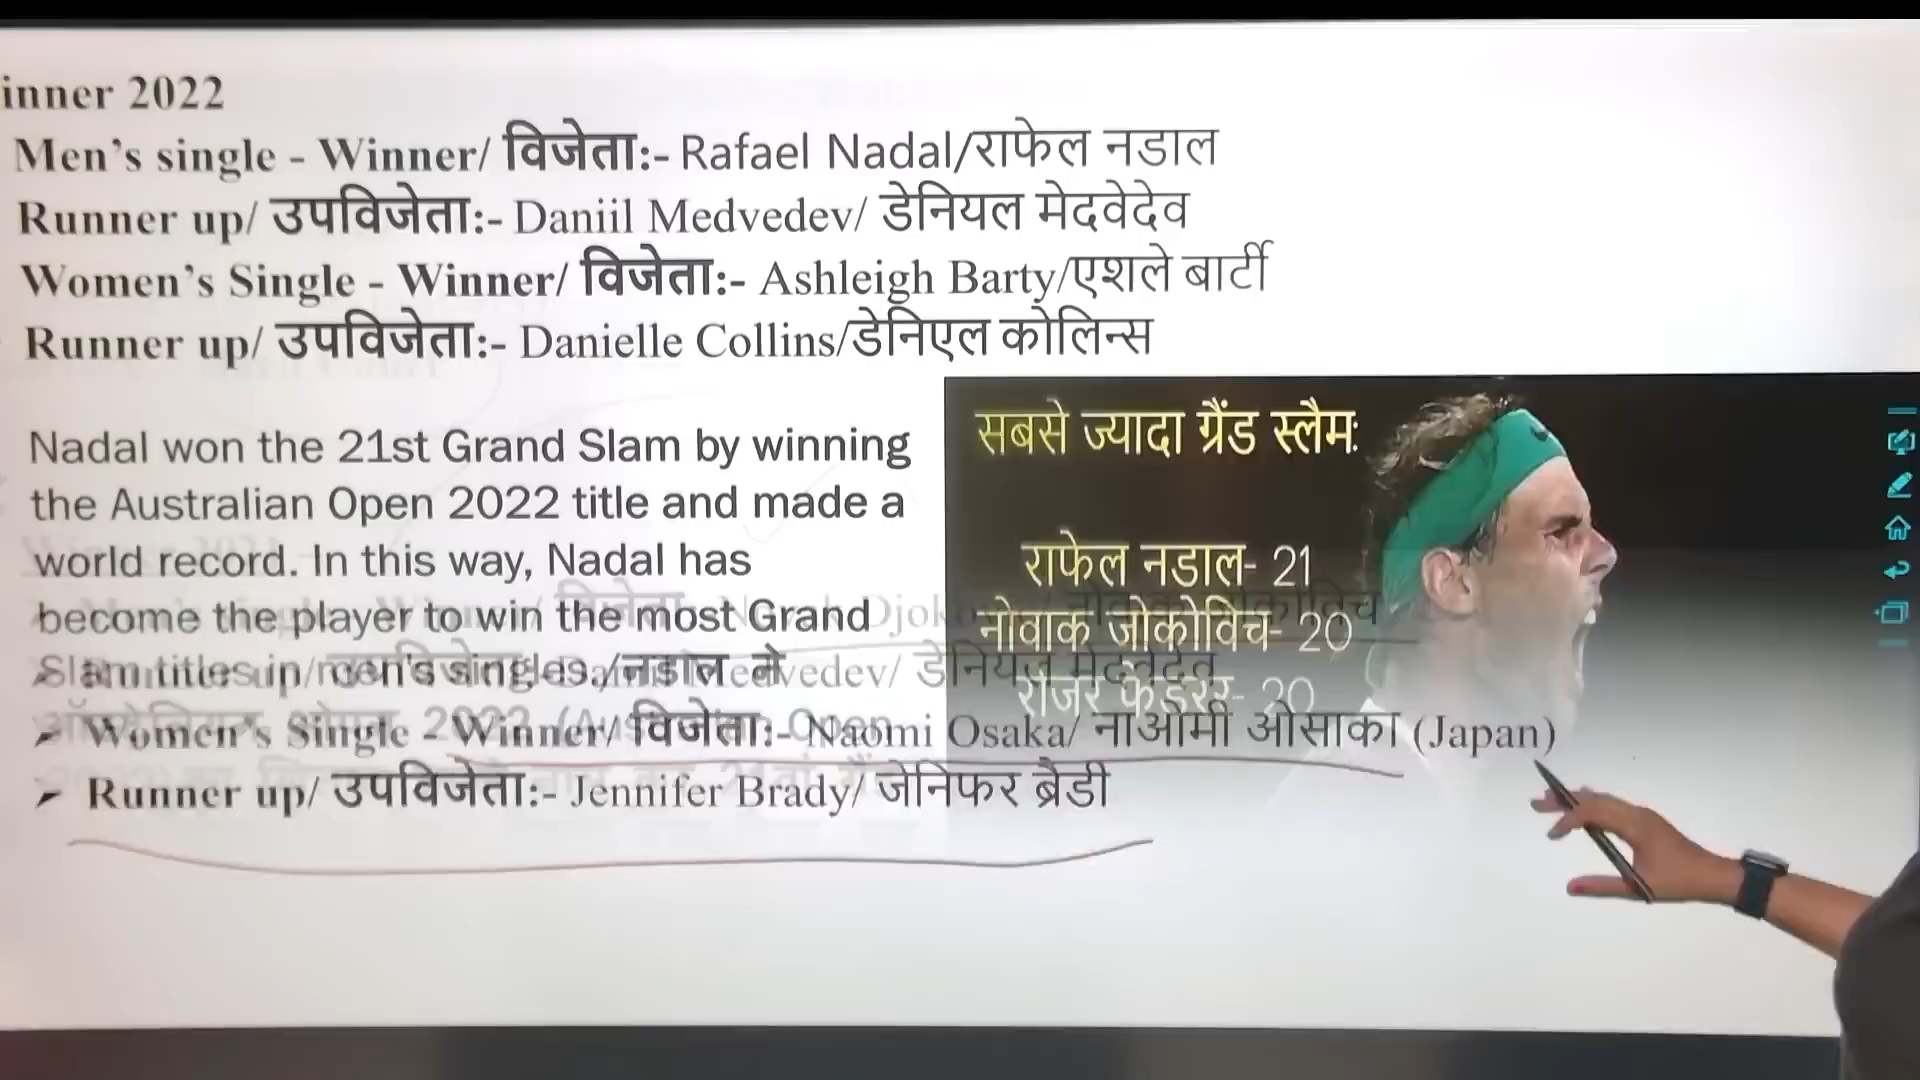 inner 2022
Men's single - Winner/ विजेता:- Rafael Nadal/राफेल नडाल
Runner up/ उपविजेता:- Daniil Medvedev/ डेनियल मेदवेदेव
Women's Single - Winner/ विजेता:- Ashleigh Barty/एशले बार्टी
Runner up/ उपविजेता:- Danielle Collins/डेनिएल कोलिन्स
Nadal won the 21st Grand Slam by winning
the Australian Open 2022 title and made a
world record. In this way, Nadal has
become the player to win the most Grand
Slam titles in men's singles./नडाल ने
सबसे ज्यादा ग्रैंड स्लैम:
राफेल नडाल- 21
नोवाक जोकोविच- 20
रोजर फेडरर- 20
Medvedev/ डेनियल मेदवेदेव
➤ Women's Single - Winner/ विजेता:- Naomi Osaka/ नाओमी ओसाका (Japan)
➤ Runner up/ उपविजेता:- Jennifer Brady/ जेनिफर ब्रैडी